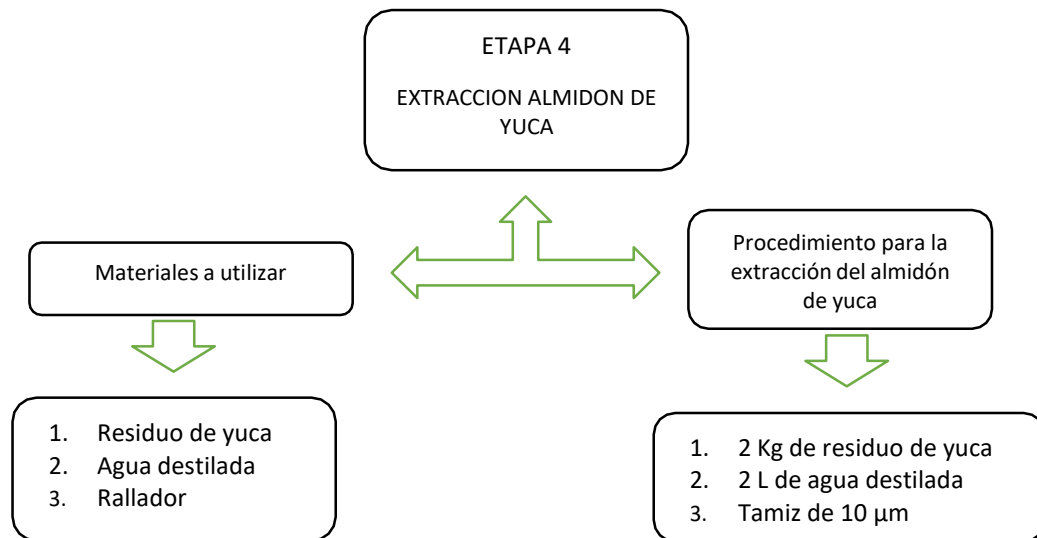 ETAPA 4
EXTRACCION ALMIDON DE
YUCA
Materiales a utilizar
Procedimiento para la
extracción del almidón
de yuca
1. Residuo de yuca
2. Agua destilada
3. Rallador
1. 2 Kg de residuo de yuca
2. 2 L de agua destilada
3. Tamiz de 10 µm